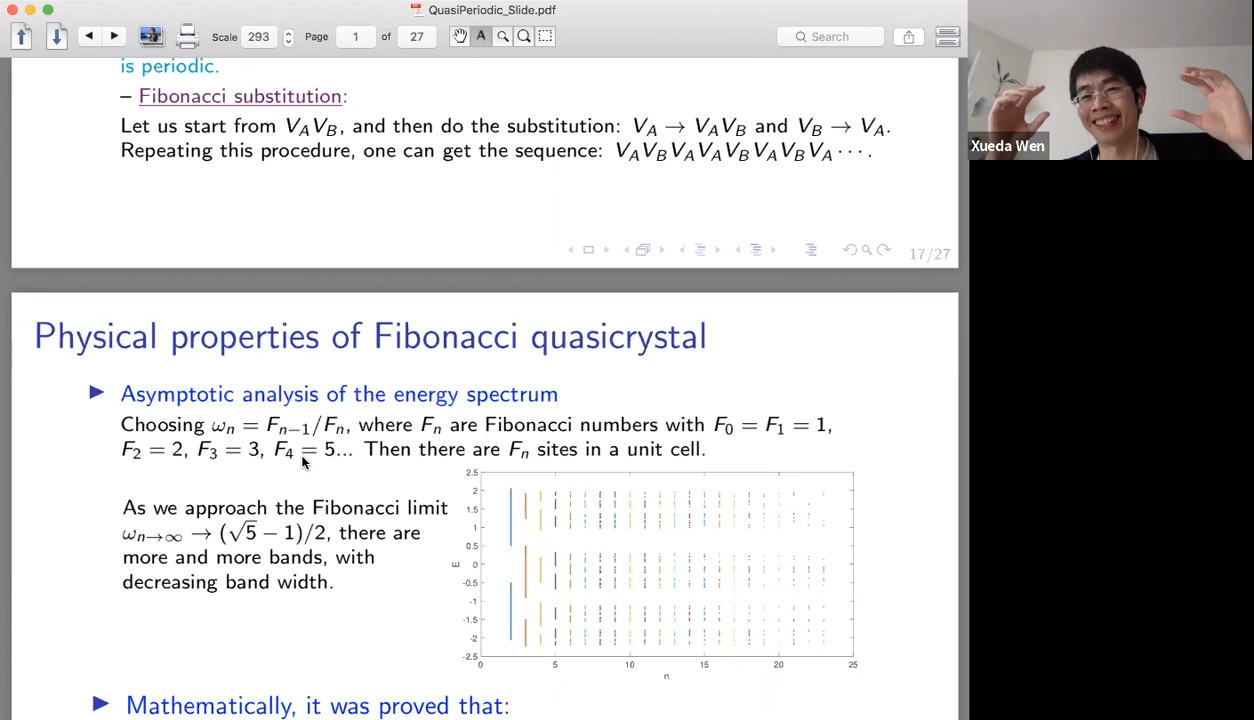 QuasiPeriodic_Slide.pdf
Scale 293 Page 1 of 27 Search
is periodic.
– Fibonacci substitution:
Let us start from V_A V_B, and then do the substitution: V_A → V_A V_B and V_B → V_A.
Repeating this procedure, one can get the sequence: V_A V_B V_A V_A V_B V_A V_B V_A ⋯.
17/27
Xueda Wen
Physical properties of Fibonacci quasicrystal
▶ Asymptotic analysis of the energy spectrum
Choosing ω_n = F_{n−1}/F_n, where F_n are Fibonacci numbers with F_0 = F_1 = 1,
F_2 = 2, F_3 = 3, F_4 = 5... Then there are F_n sites in a unit cell.
As we approach the Fibonacci limit
ω_{n→∞} → (√5 − 1)/2, there are
more and more bands, with
decreasing band width.
2.5
2
1.5
1
0.5
0
-0.5
-1
-1.5
-2
-2.5
E
0 5 10 15 20 25
n
▶ Mathematically, it was proved that: